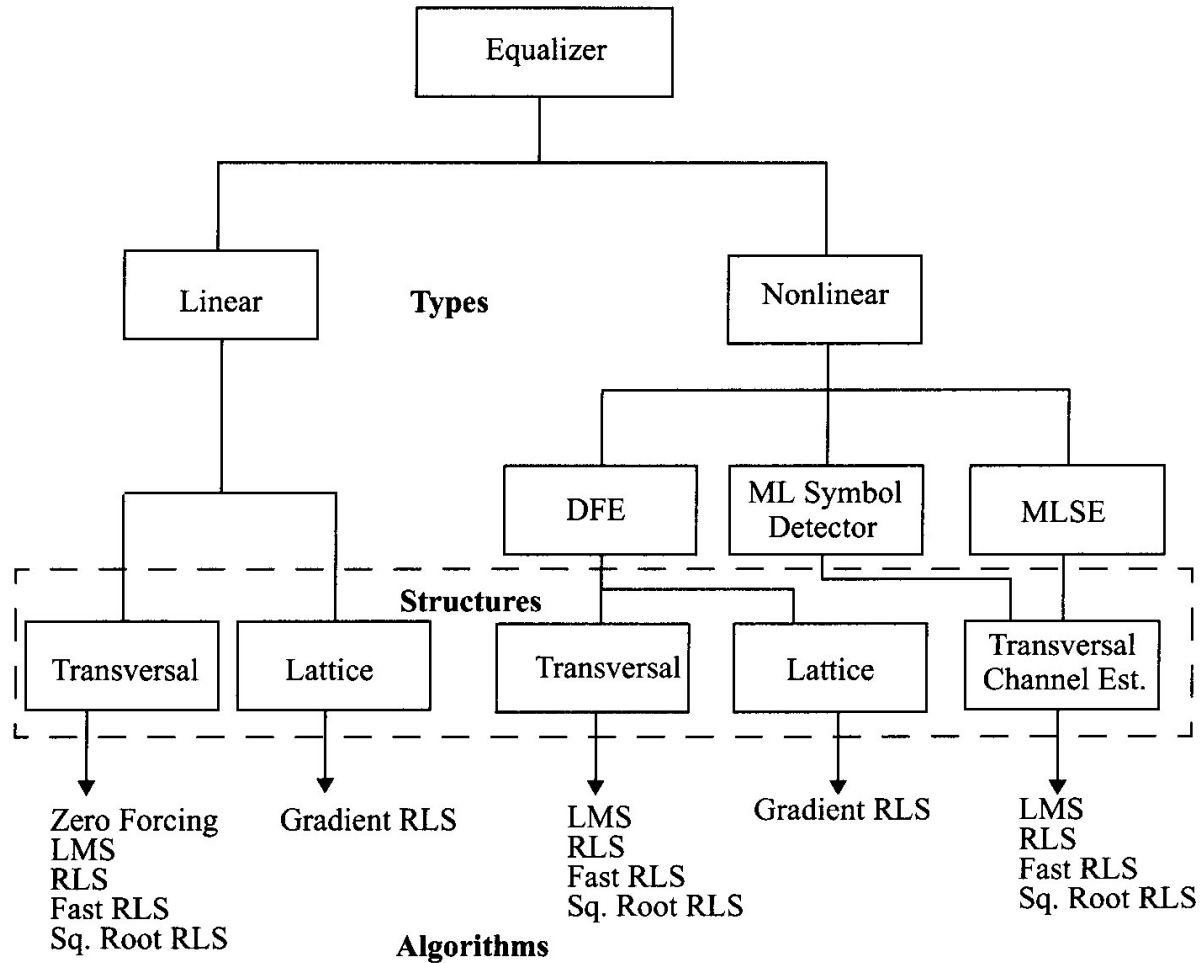 Equalizer
Linear
Types
Nonlinear
DFE
ML Symbol
Detector
MLSE
Structures
Transversal
Lattice
Transversal
Lattice
Transversal
Channel Est.
Zero Forcing
LMS
RLS
Fast RLS
Sq. Root RLS
Gradient RLS
LMS
RLS
Fast RLS
Sq. Root RLS
Gradient RLS
LMS
RLS
Fast RLS
Sq. Root RLS
Algorithms